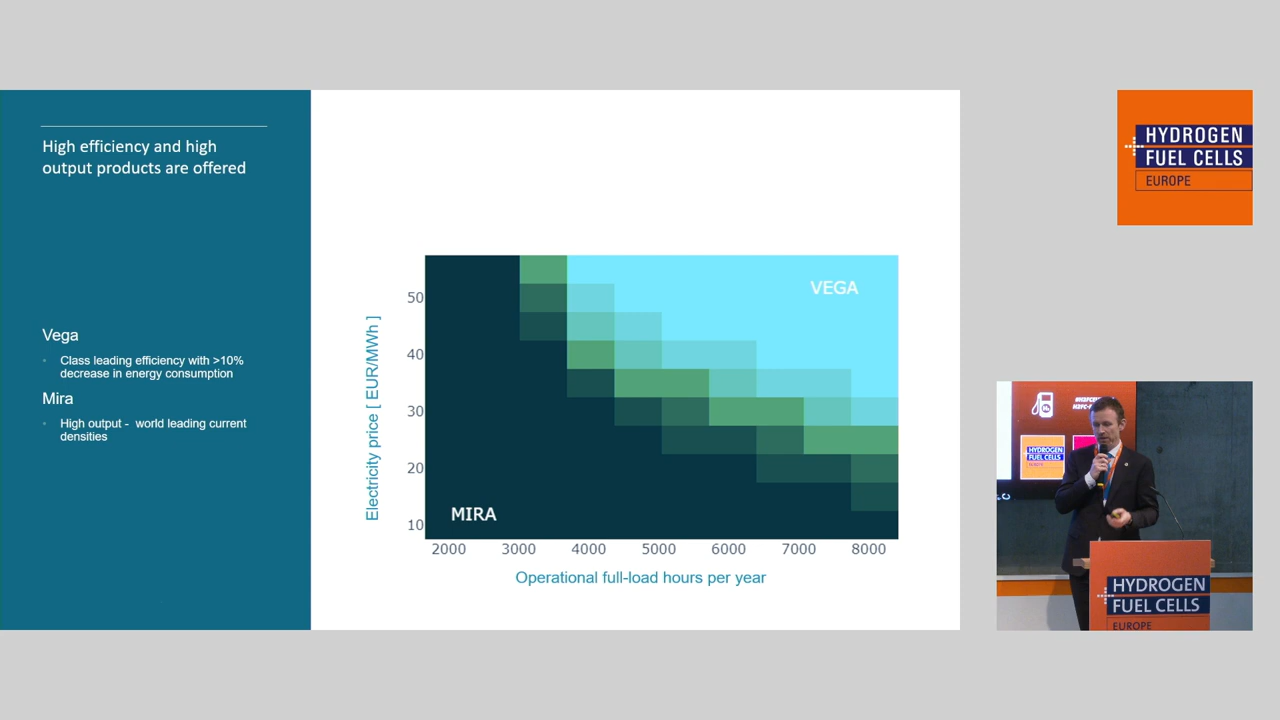 High efficiency and high
output products are offered
Vega
Class leading efficiency with >10%
decrease in energy consumption
Mira
High output - world leading current
densities
Electricity price [ EUR/MWh ]
50
40
30
20
10
VEGA
MIRA
2000 3000 4000 5000 6000 7000 8000
Operational full-load hours per year
HYDROGEN
FUEL CELLS
EUROPE
HYDROGEN
FUEL CELLS
HYDROGEN
FUEL CELLS
EUROPE